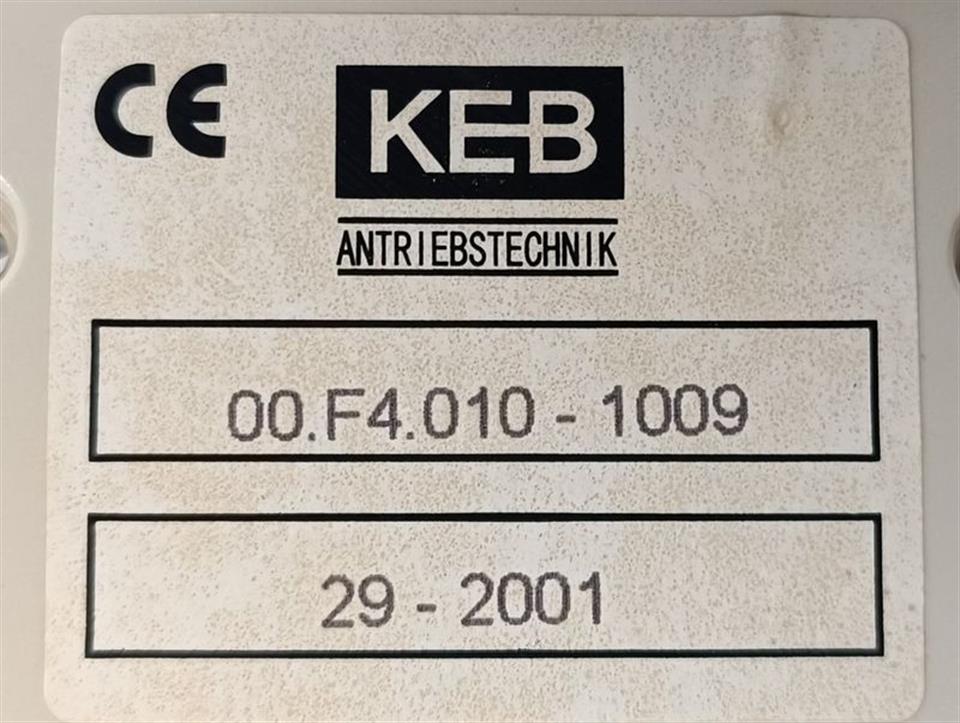 CE KEB
ANTRIEBSTECHNIK
00.F4.010 - 1009
29 - 2001